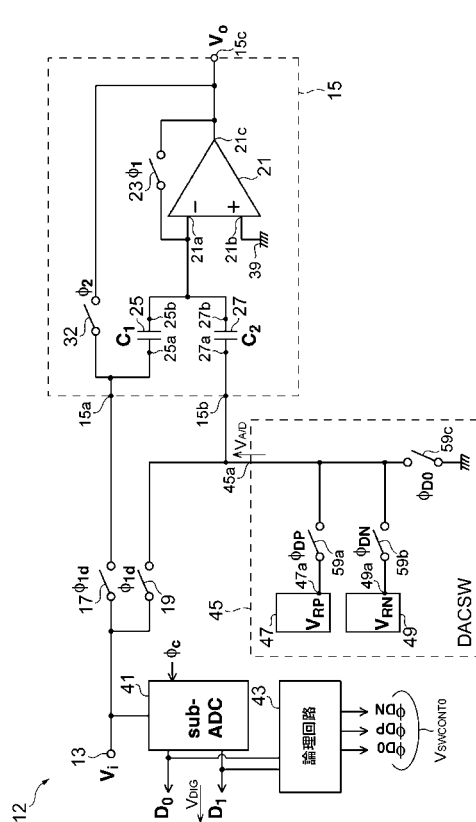 12
13
Vi
17
ϕ1d
ϕ1d
19
15a
32
ϕ2
C1
25
25a
25b
27a
27b
C2
27
23
ϕ1
21a
21b
21c
21
−
+
39
Vo
15c
15
15b
45a
VA/D
45
47
VRP
47a
ϕDP
59a
49
VRN
49a
ϕDN
59b
ϕD0
59c
DACSW
41
sub-
ADC
ϕc
D0
VDIG
D1
43
論理回路
ϕD0
ϕDP
ϕDN
VSWCONT0